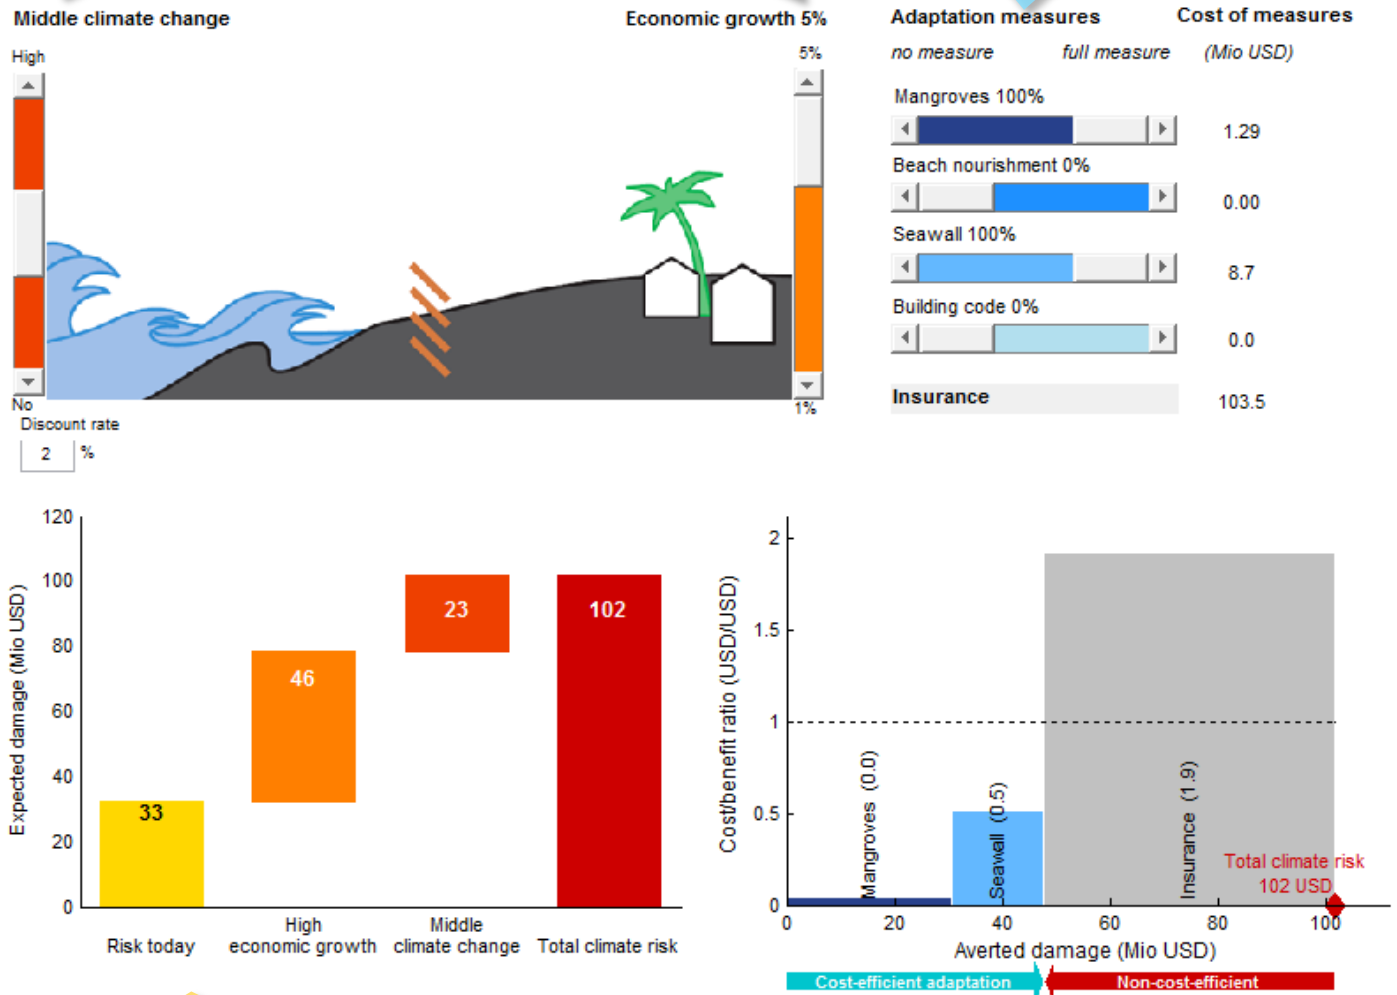 Middle climate change
Economic growth 5%
High
5%
No
1%
Discount rate
2 %
Adaptation measures
Cost of measures
no measure
full measure
(Mio USD)
Mangroves 100%
1.29
Beach nourishment 0%
0.00
Seawall 100%
8.7
Building code 0%
0.0
Insurance
103.5
Expected damage (Mio USD)
120
100
80
60
40
20
0
33
46
23
102
Risk today
High
economic growth
Middle
climate change
Total climate risk
Cost/benefit ratio (USD/USD)
2
1.5
1
0.5
0
Mangroves (0.0)
Seawall (0.5)
Insurance (1.9)
Total climate risk
102 USD
0
20
40
60
80
100
Averted damage (Mio USD)
Cost-efficient adaptation
Non-cost-efficient